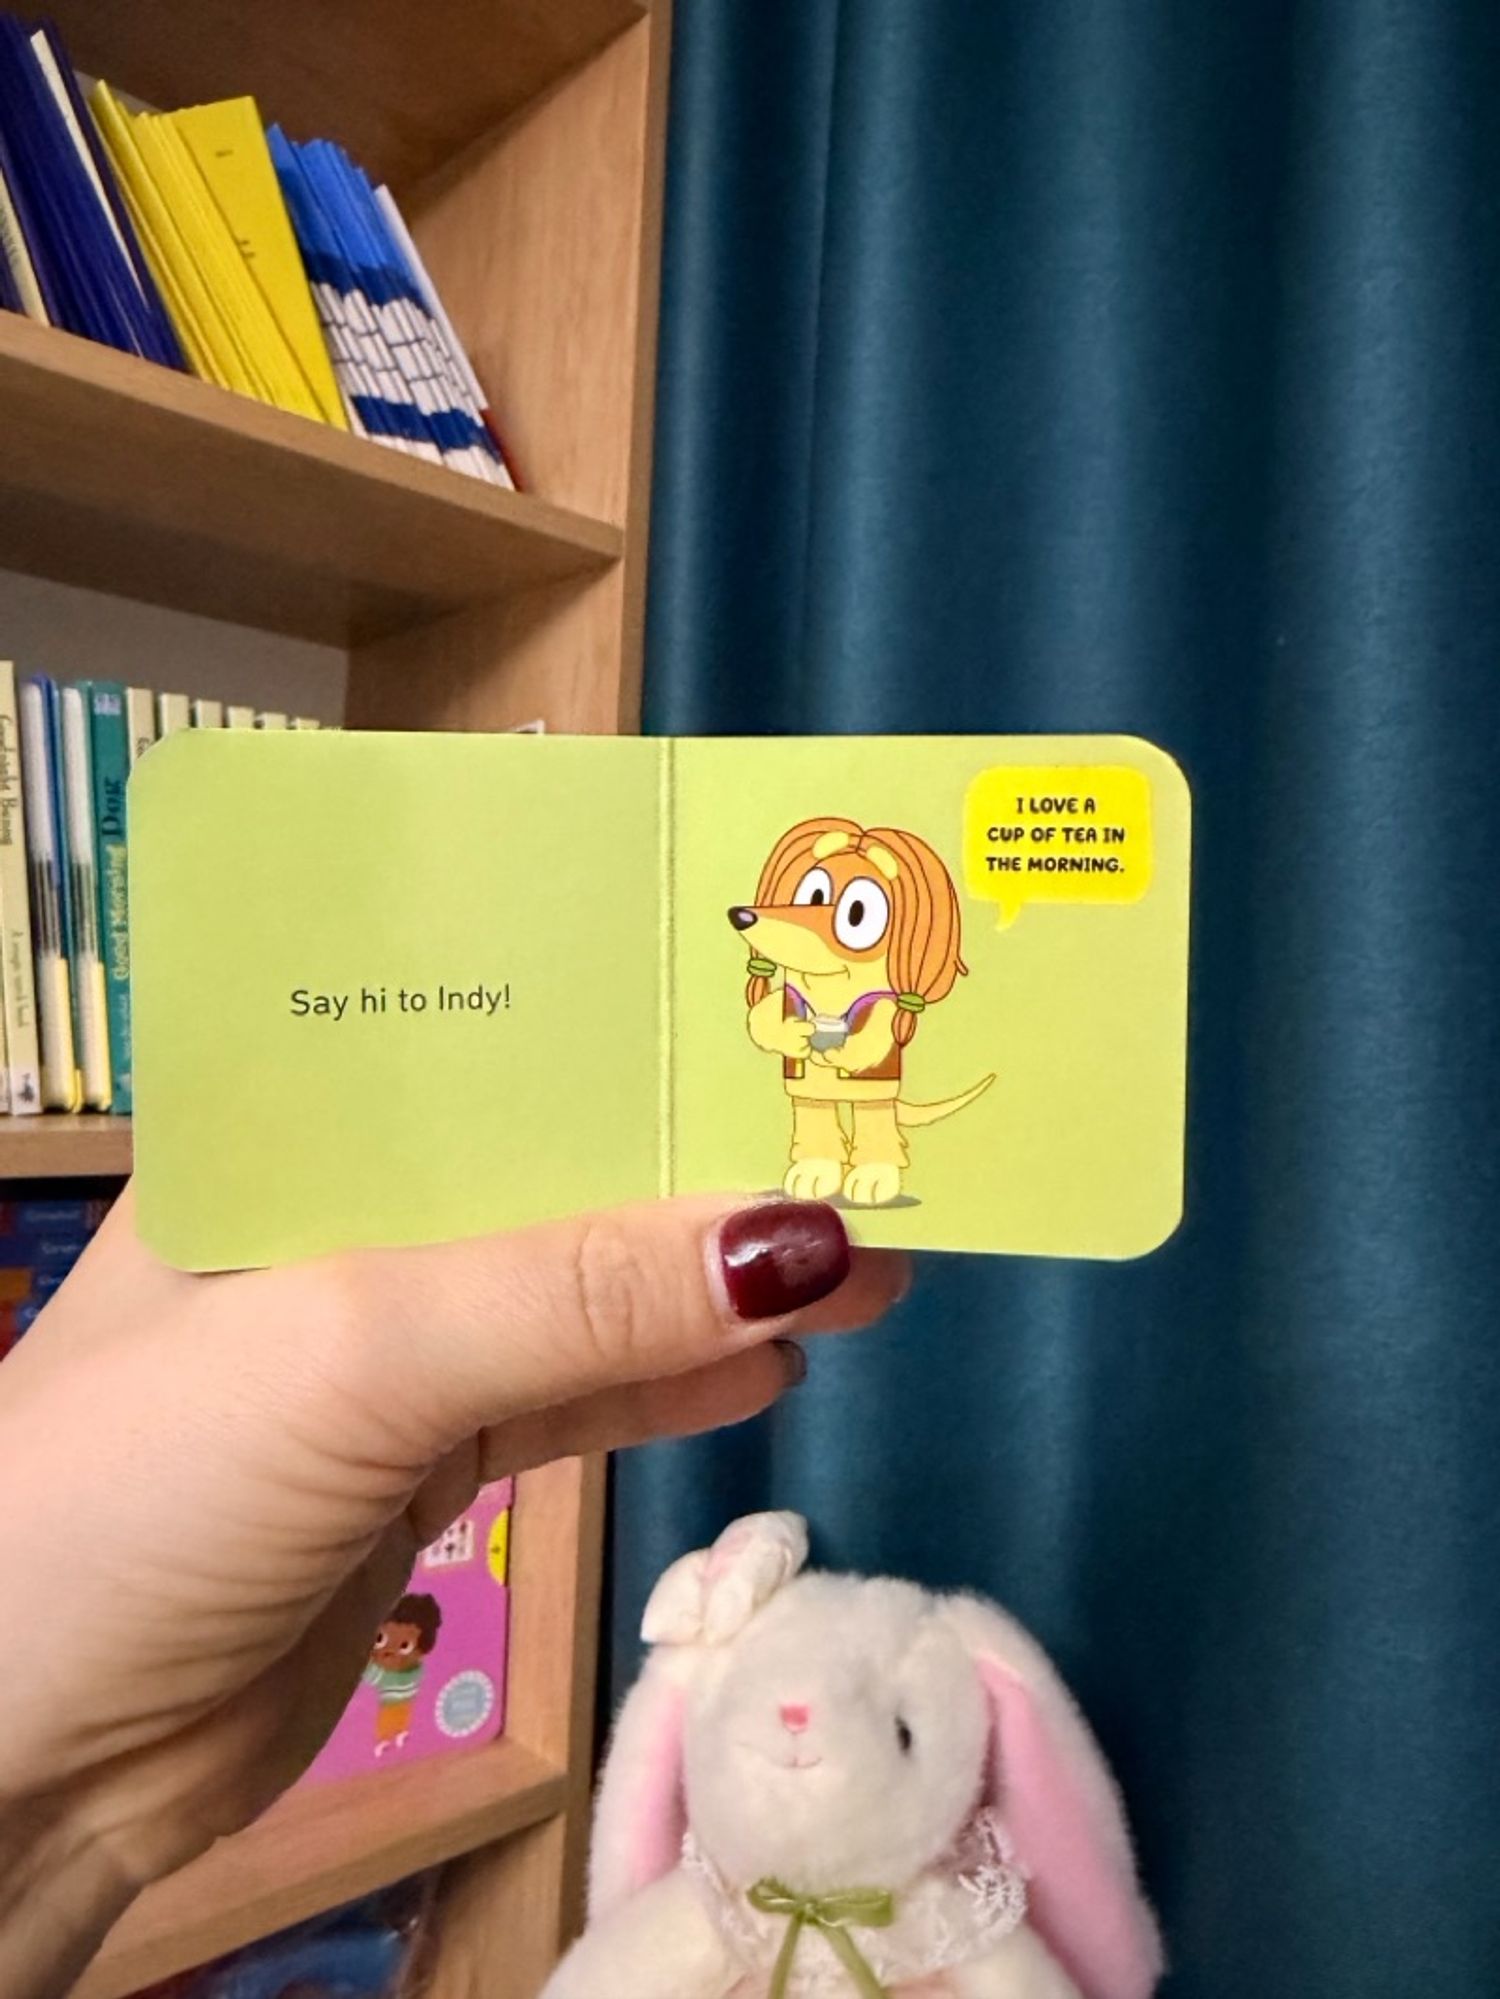 Say hi to Indy!
I LOVE A
CUP OF TEA IN
THE MORNING.
Good Morning Dog